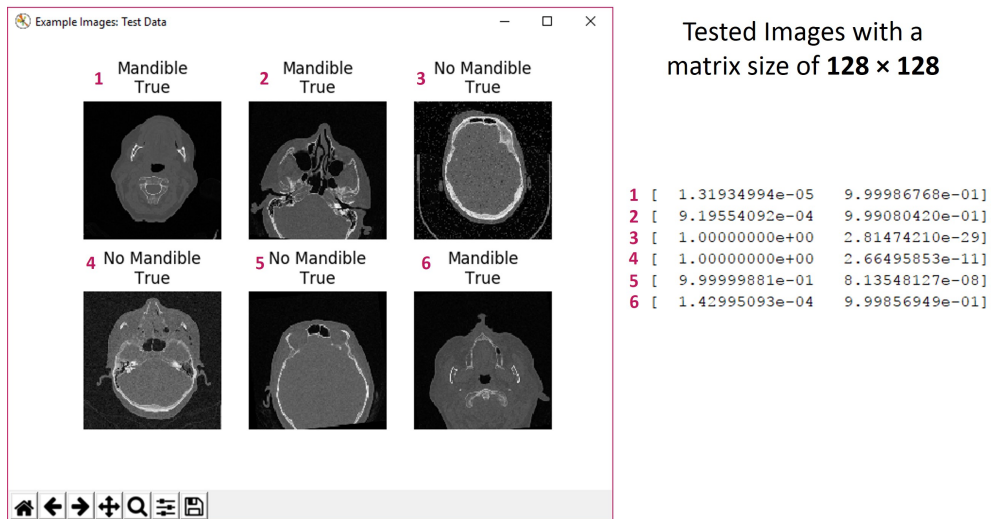 Example Images: Test Data
Tested Images with a
matrix size of 128 × 128
1 Mandible
True
2 Mandible
True
3 No Mandible
True
4 No Mandible
True
5 No Mandible
True
6 Mandible
True
1 [ 1.31934994e-05 9.99986768e-01]
2 [ 9.19554092e-04 9.99080420e-01]
3 [ 1.00000000e+00 2.81474210e-29]
4 [ 1.00000000e+00 2.66495853e-11]
5 [ 9.99999881e-01 8.13548127e-08]
6 [ 1.42995093e-04 9.99856949e-01]